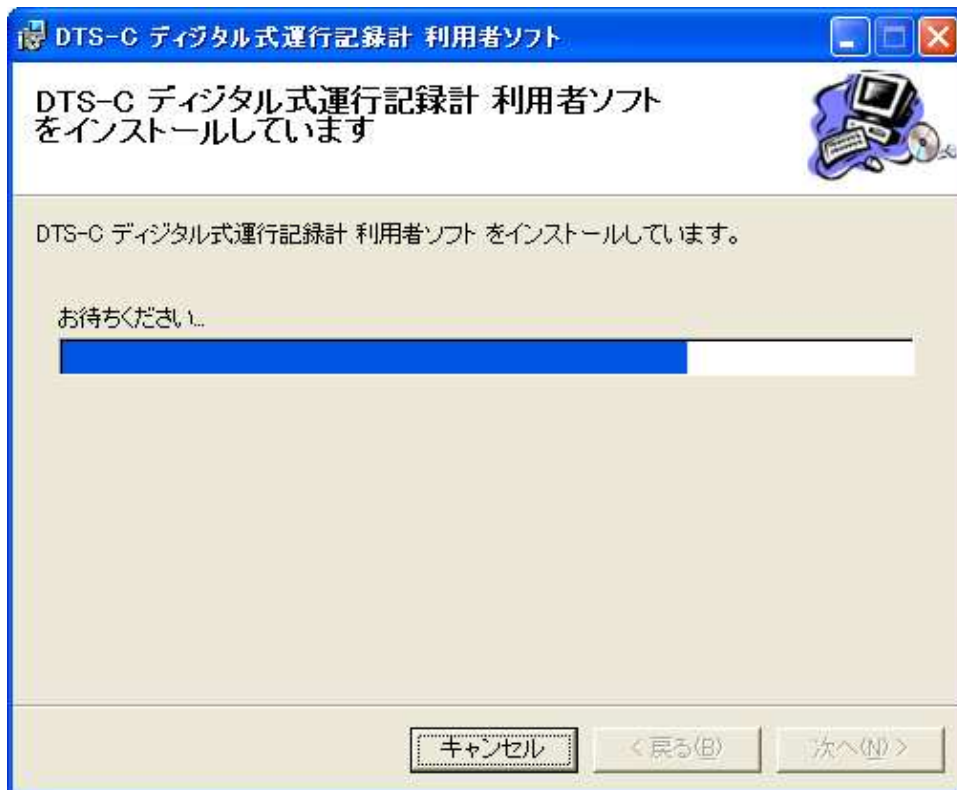 DTS-C ディジタル式運行記録計 利用者ソフト
DTS-C ディジタル式運行記録計 利用者ソフト
をインストールしています
DTS-C ディジタル式運行記録計 利用者ソフト をインストールしています。
お待ちください...
キャンセル
< 戻る(B)
次へ(N) >